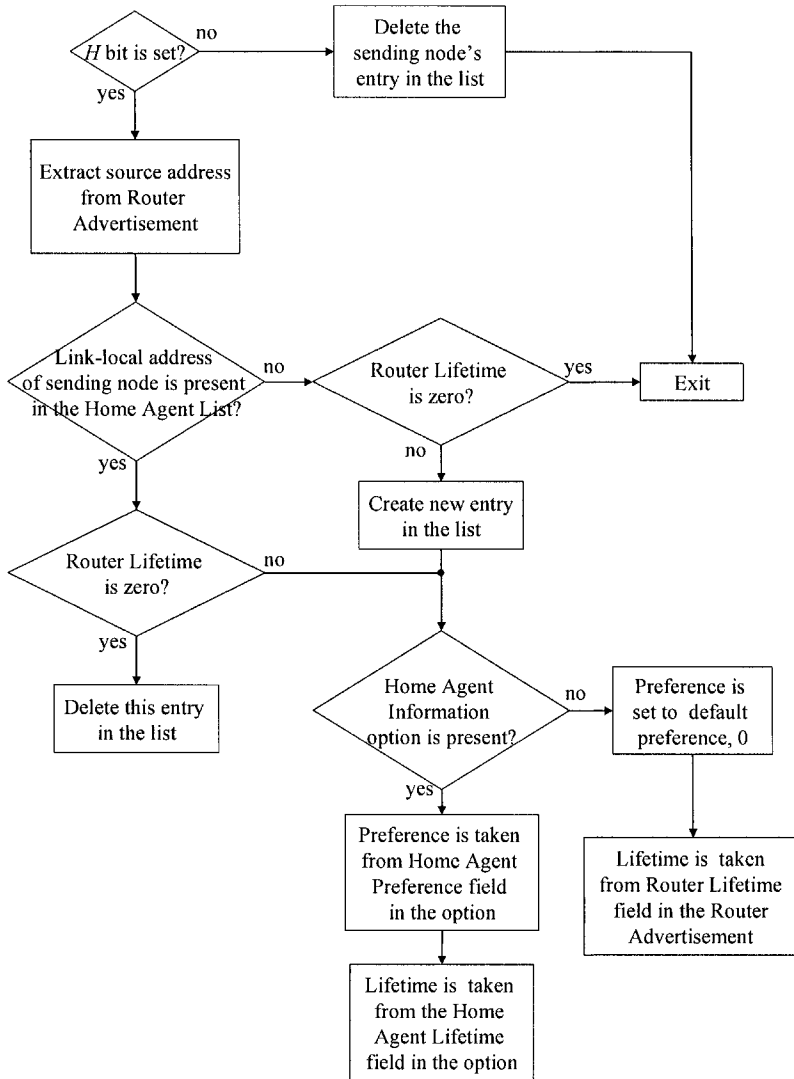 H bit is set?
no
yes
Delete the
sending node's
entry in the list
Extract source address
from Router
Advertisement
Link-local address
of sending node is present
in the Home Agent List?
no
yes
Router Lifetime
is zero?
yes
no
Exit
Create new entry
in the list
Router Lifetime
is zero?
no
yes
Delete this entry
in the list
Home Agent
Information
option is present?
no
yes
Preference is
set to default
preference, 0
Preference is taken
from Home Agent
Preference field
in the option
Lifetime is taken
from Router Lifetime
field in the Router
Advertisement
Lifetime is taken
from the Home
Agent Lifetime
field in the option